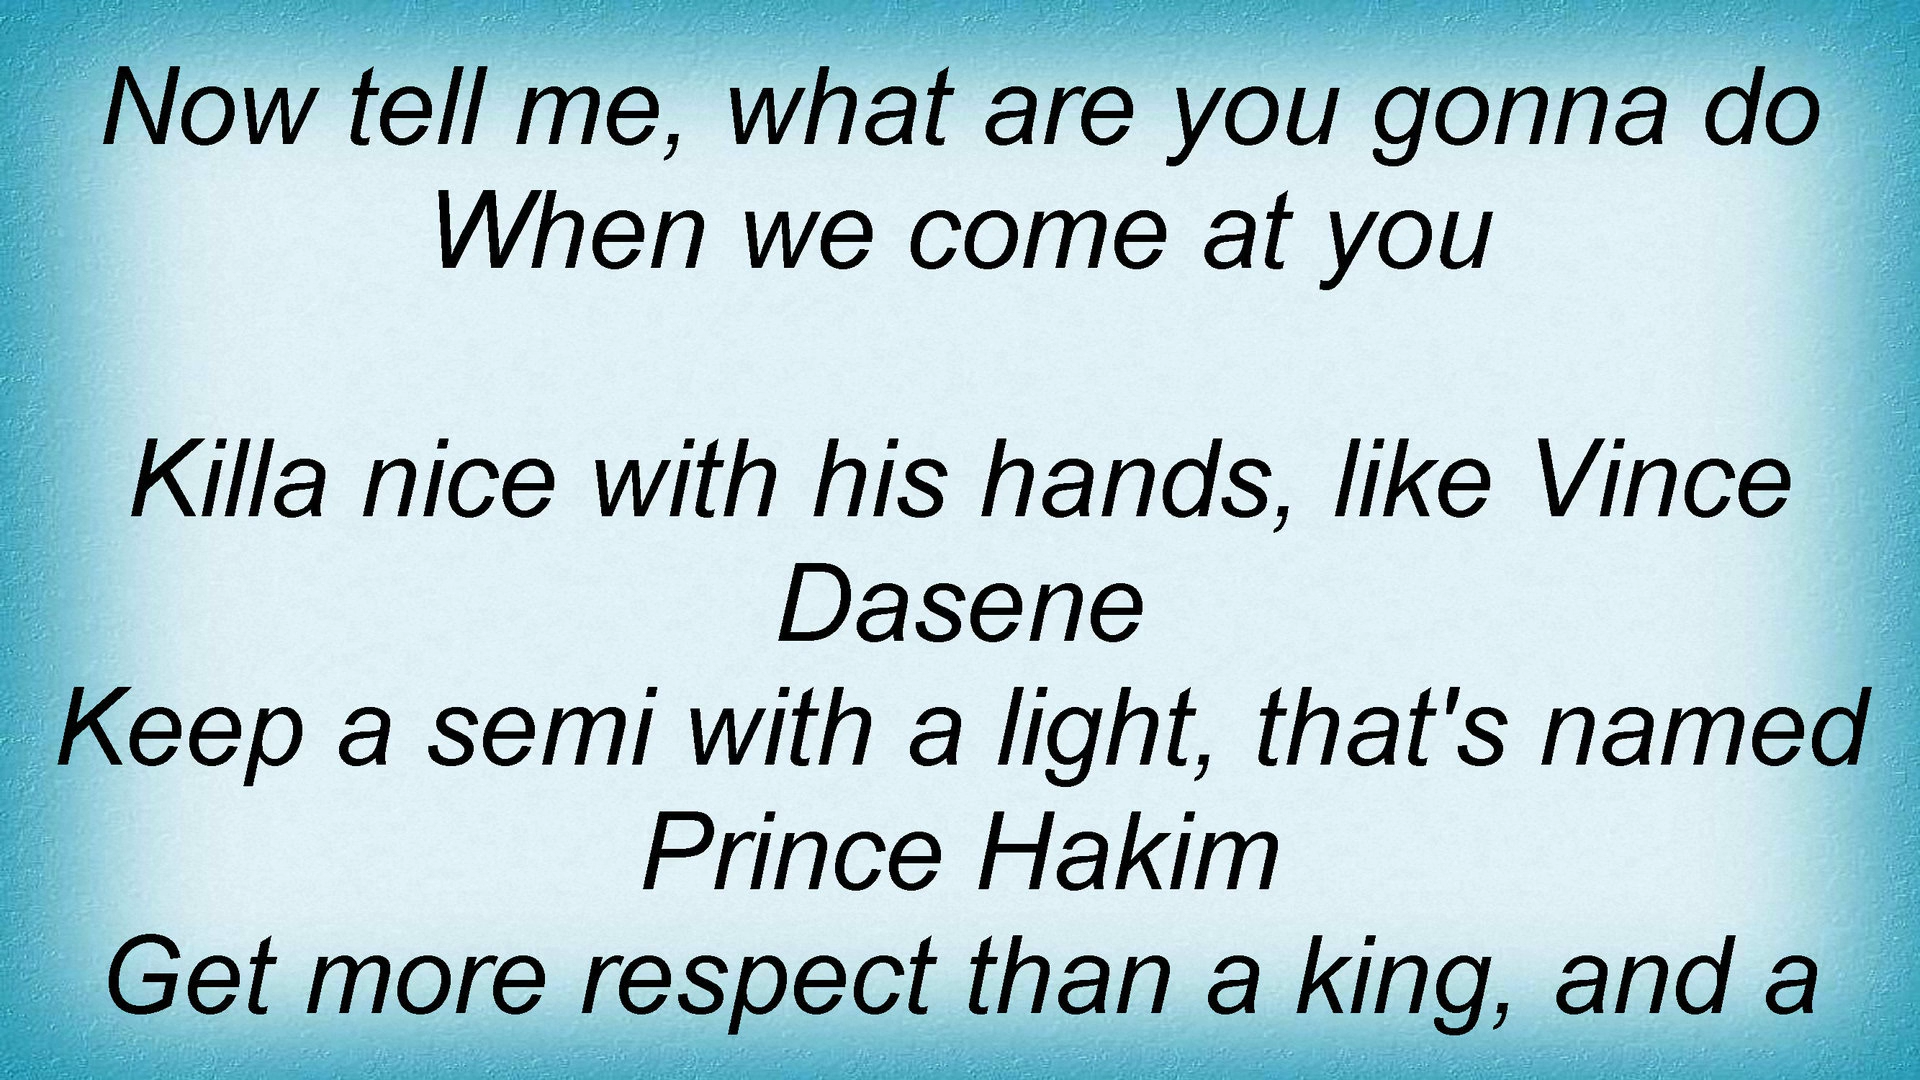 Now tell me, what are you gonna do
When we come at you
Killa nice with his hands, like Vince
Dasene
Keep a semi with a light, that's named
Prince Hakim
Get more respect than a king, and a